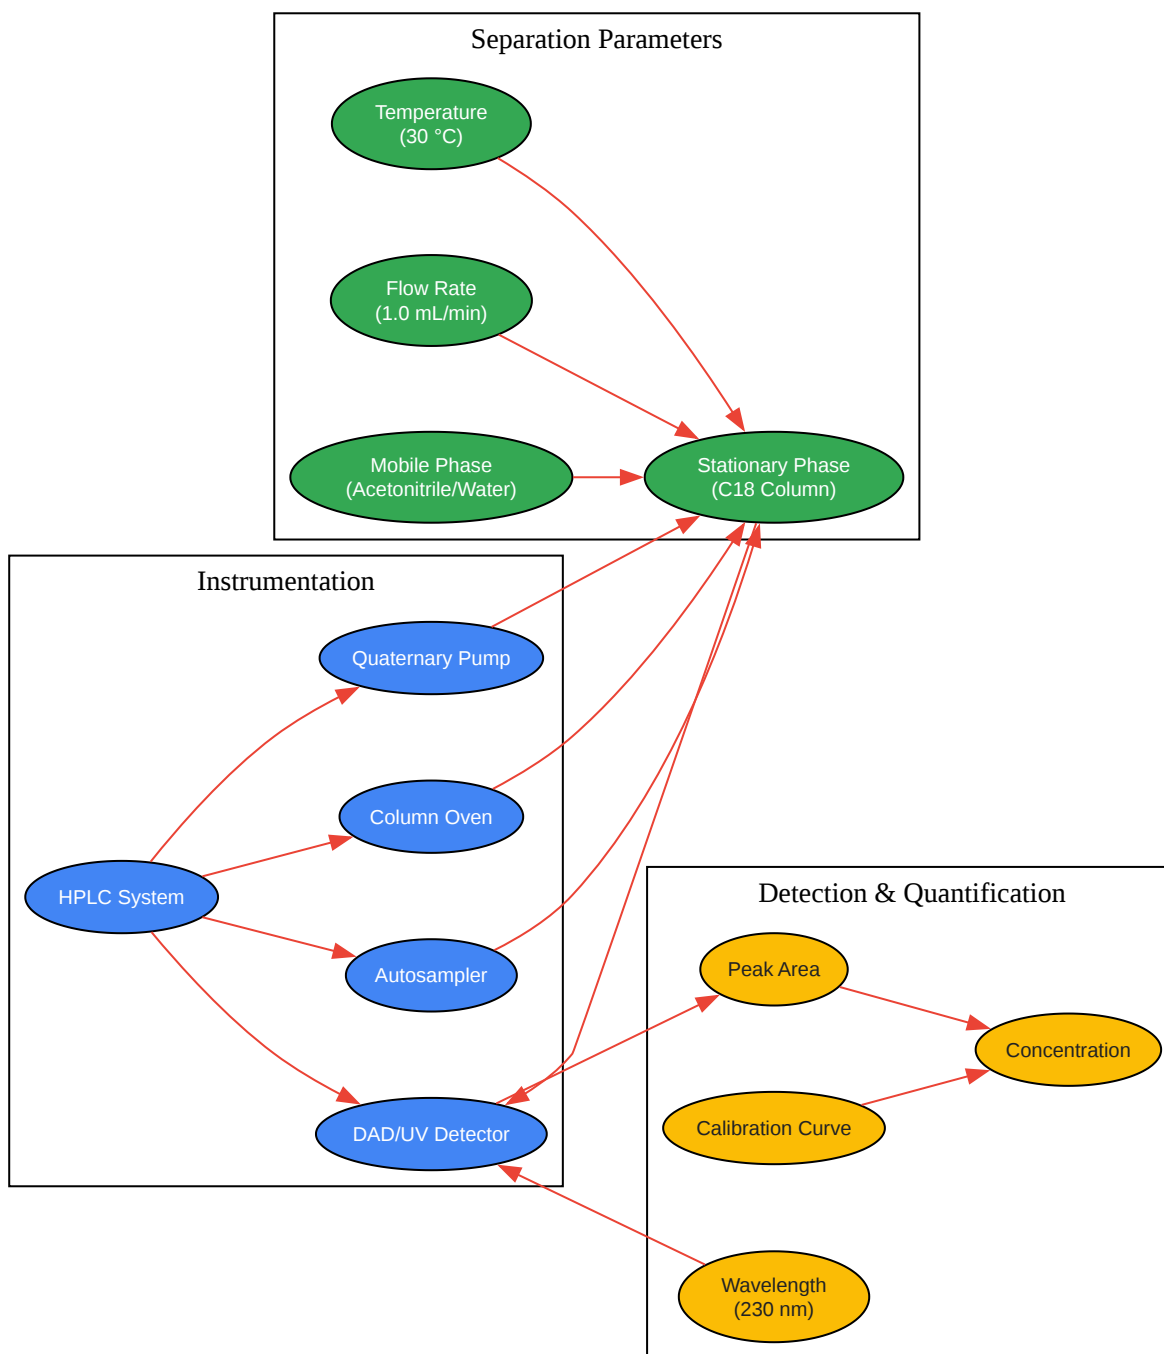 Separation Parameters
Temperature
(30 °C)
Flow Rate
(1.0 mL/min)
Mobile Phase
(Acetonitrile/Water)
Stationary Phase
(C18 Column)
Instrumentation
Quaternary Pump
Column Oven
HPLC System
Autosampler
DAD/UV Detector
Detection & Quantification
Peak Area
Concentration
Calibration Curve
Wavelength
(230 nm)